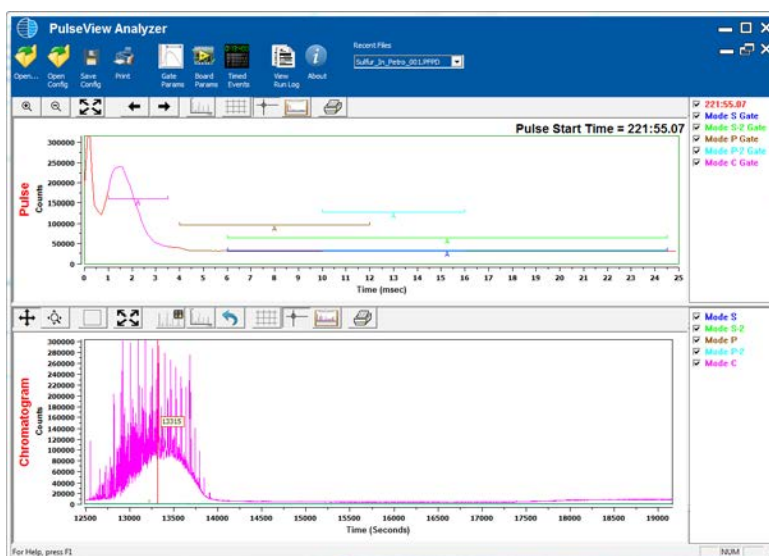 PulseView Analyzer
Open...
Open Config
Save Config
Print
Gate Params
Board Params
Timed Events
View Run Log
About
Recent Files
Sulfur_In_Petro_001.PFPD
Pulse Start Time = 221:55.07
221:55.07
Mode S Gate
Mode S-2 Gate
Mode P Gate
Mode P-2 Gate
Mode C Gate
Pulse
Counts
300000
250000
200000
150000
100000
50000
0
0 1 2 3 4 5 6 7 8 9 10 11 12 13 14 15 16 17 18 19 20 21 22 23 24 25
Time (msec)
Mode S
Mode S-2
Mode P
Mode P-2
Mode C
Chromatogram
Counts
300000
280000
260000
240000
220000
200000
180000
160000
140000
120000
100000
80000
60000
40000
20000
0
13315
12500 13000 13500 14000 14500 15000 15500 16000 16500 17000 17500 18000 18500 19000
Time (Seconds)
For Help, press F1
NUM